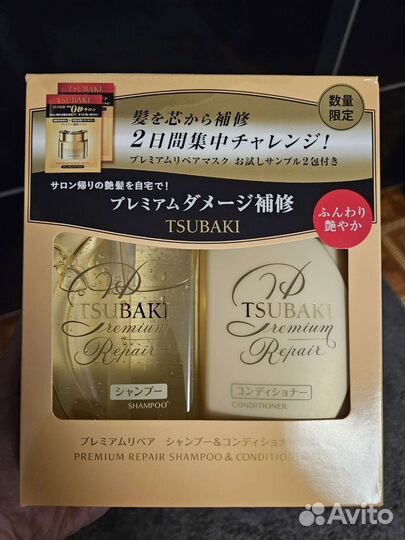 TSUBAKI
TSUBAKI
"0秒サロン
数量
限定
髪を芯から補修
2日間集中チャレンジ!
プレミアムリペアマスク お試しサンプル2包付き
サロン帰りの艶髪を自宅で!
プレミアムダメージ補修
TSUBAKI
ふんわり
艶やか
TSUBAKI
Premium
Repair
シャンプー
SHAMPOO
TSUBAKI
Premium
Repair
コンディショナー
CONDITIONER
プレミアムリペア シャンプー&コンディショナ
PREMIUM REPAIR SHAMPOO & CONDITION
Avito